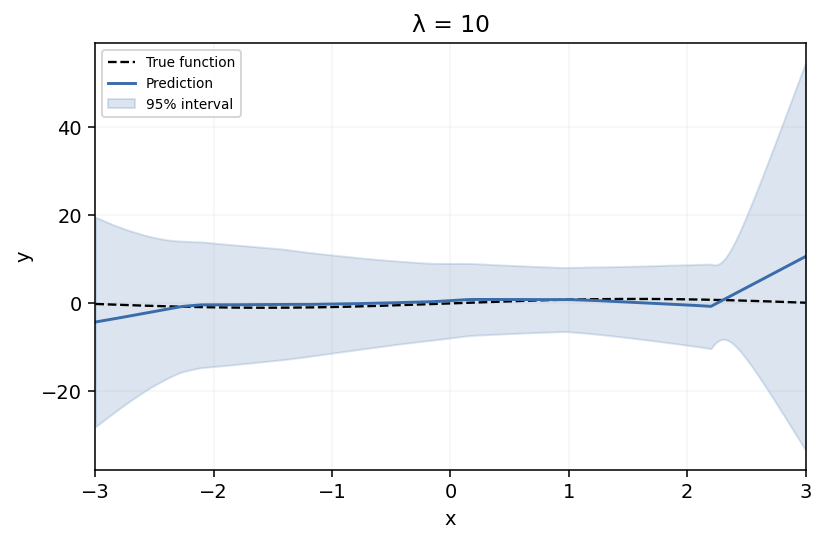 λ = 10
True function
Prediction
95% interval
40
20
0
−20
y
−3
−2
−1
0
1
2
3
x